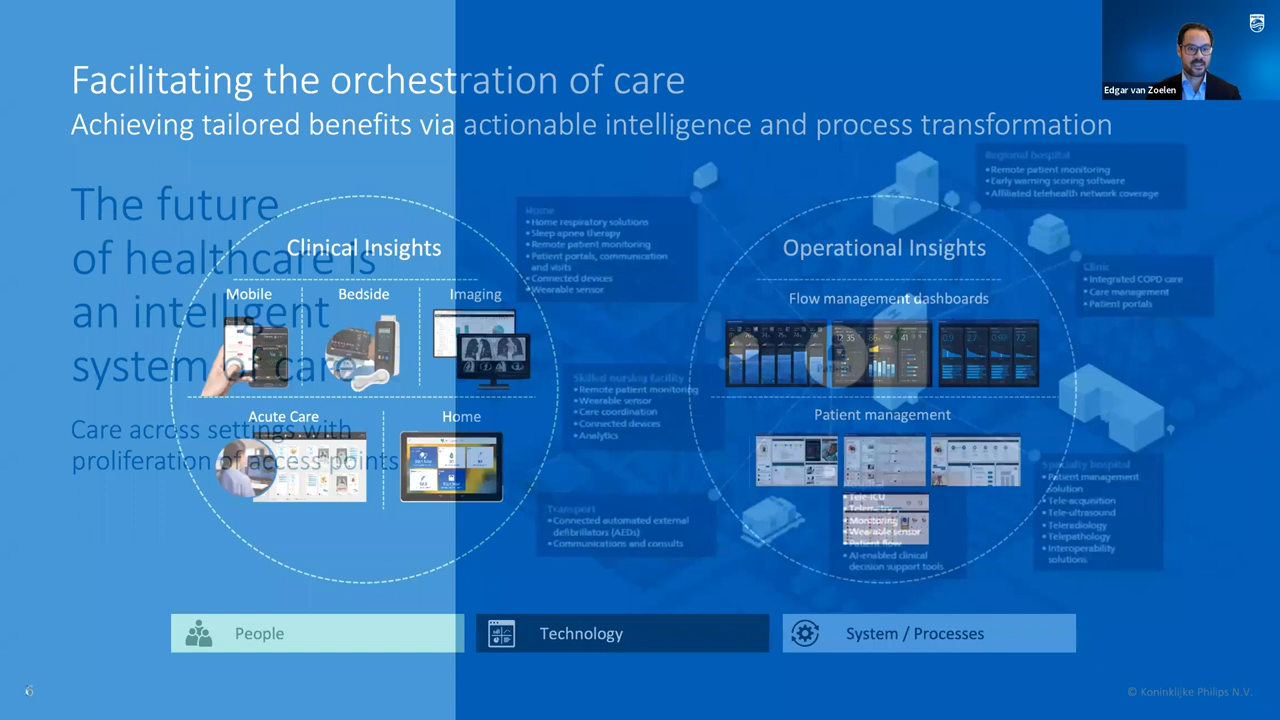 Edgar van Zoelen
Facilitating the orchestration of care
Achieving tailored benefits via actionable intelligence and process transformation
The future
of healthcare is
an intelligent
system of care
Care across settings with
proliferation of access points
Clinical Insights
Mobile
Bedside
Imaging
Acute Care
Home
Home
• Home respiratory solutions
• Sleep apnea therapy
• Remote patient monitoring
• Patient portals, communication
and visits
• Connected devices
• Wearable sensor
Skilled nursing facility
• Remote patient monitoring
• Wearable sensor
• Care coordination
• Connected devices
• Analytics
Transport
• Connected automated external
defibrillators (AEDs)
• Communications and consults
Operational Insights
Flow management dashboards
Patient management
• Tele-ICU
• Telemetry
• Monitoring
• Wearable sensor
• Patient flow
• AI-enabled clinical
decision support tools
Regional hospital
• Remote patient monitoring
• Early warning scoring software
• Affiliated telehealth network coverage
Clinic
• Integrated COPD care
• Care management
• Patient portals
Specialty hospital
• Patient management
solution
• Tele-acquisition
• Tele-ultrasound
• Teleradiology
• Telepathology
• Interoperability
solutions
People
Technology
System / Processes
6
© Koninklijke Philips N.V.